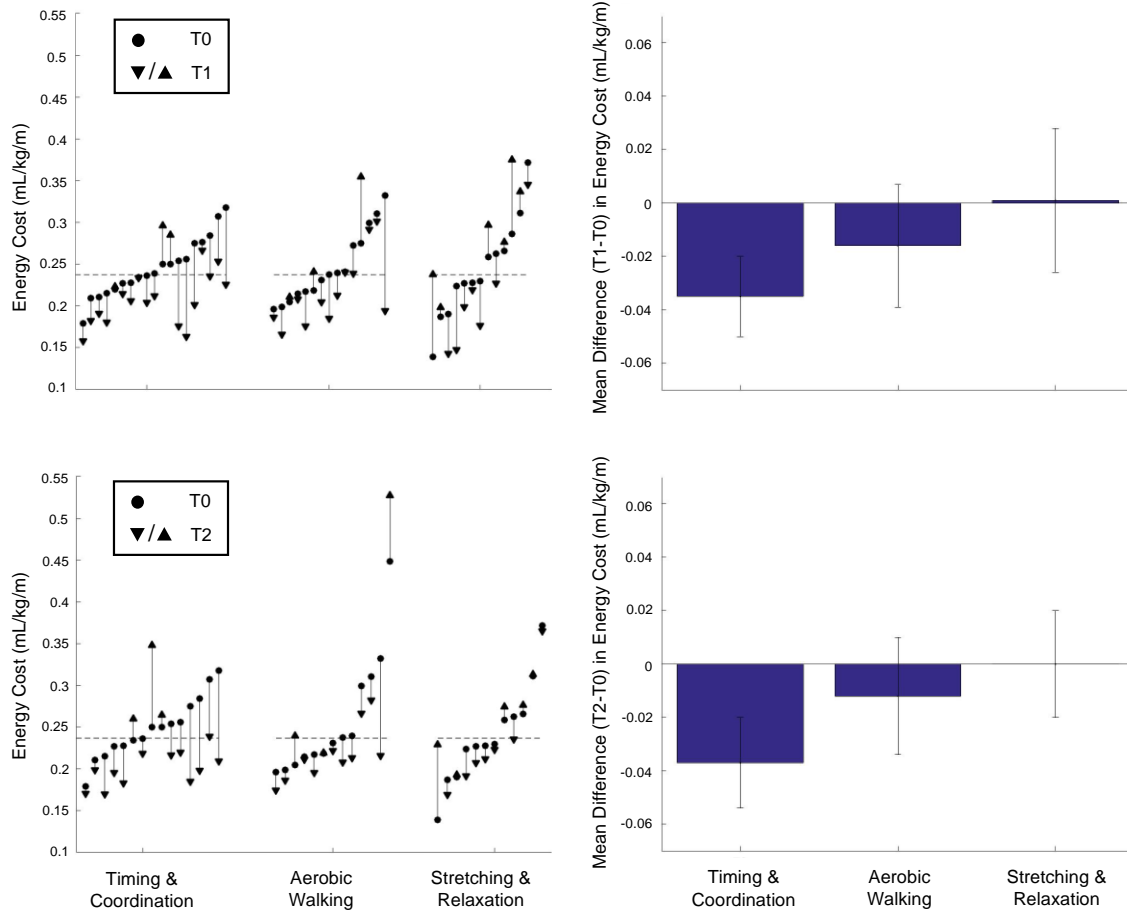 0.55
0.5
0.45
0.4
0.35
0.3
0.25
0.2
0.15
0.1
Energy Cost (mL/kg/m)
T0
/ T1
0.06
0.04
0.02
0
-0.02
-0.04
-0.06
Mean Difference (T1-T0) in Energy Cost (mL/kg/m)
0.55
0.5
0.45
0.4
0.35
0.3
0.25
0.2
0.15
0.1
Energy Cost (mL/kg/m)
T0
/ T2
Timing &
Coordination
Aerobic
Walking
Stretching &
Relaxation
0.06
0.04
0.02
0
-0.02
-0.04
-0.06
Mean Difference (T2-T0) in Energy Cost (mL/kg/m)
Timing &
Coordination
Aerobic
Walking
Stretching &
Relaxation